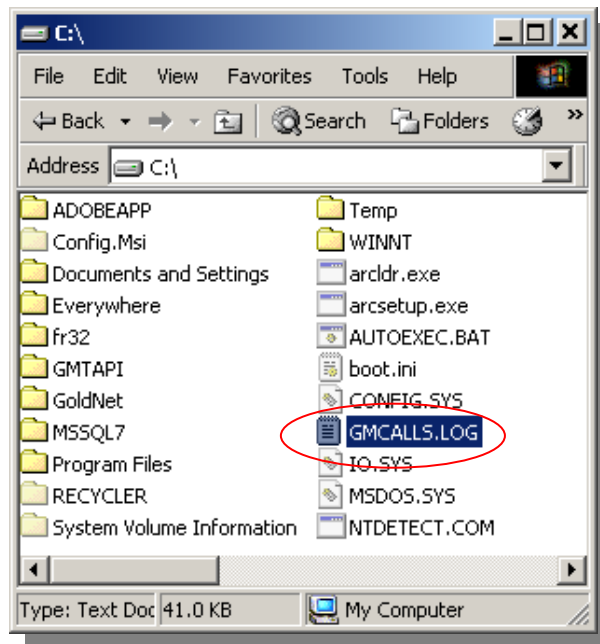 C:\
File Edit View Favorites Tools Help
Back Search Folders »
Address C:\
ADOBEAPP
Config.Msi
Documents and Settings
Everywhere
fr32
GMTAPI
GoldNet
MSSQL7
Program Files
RECYCLER
System Volume Information
Temp
WINNT
arcldr.exe
arcsetup.exe
AUTOEXEC.BAT
boot.ini
CONFIG.SYS
GMCALLS.LOG
IO.SYS
MSDOS.SYS
NTDETECT.COM
Type: Text Doc 41.0 KB My Computer